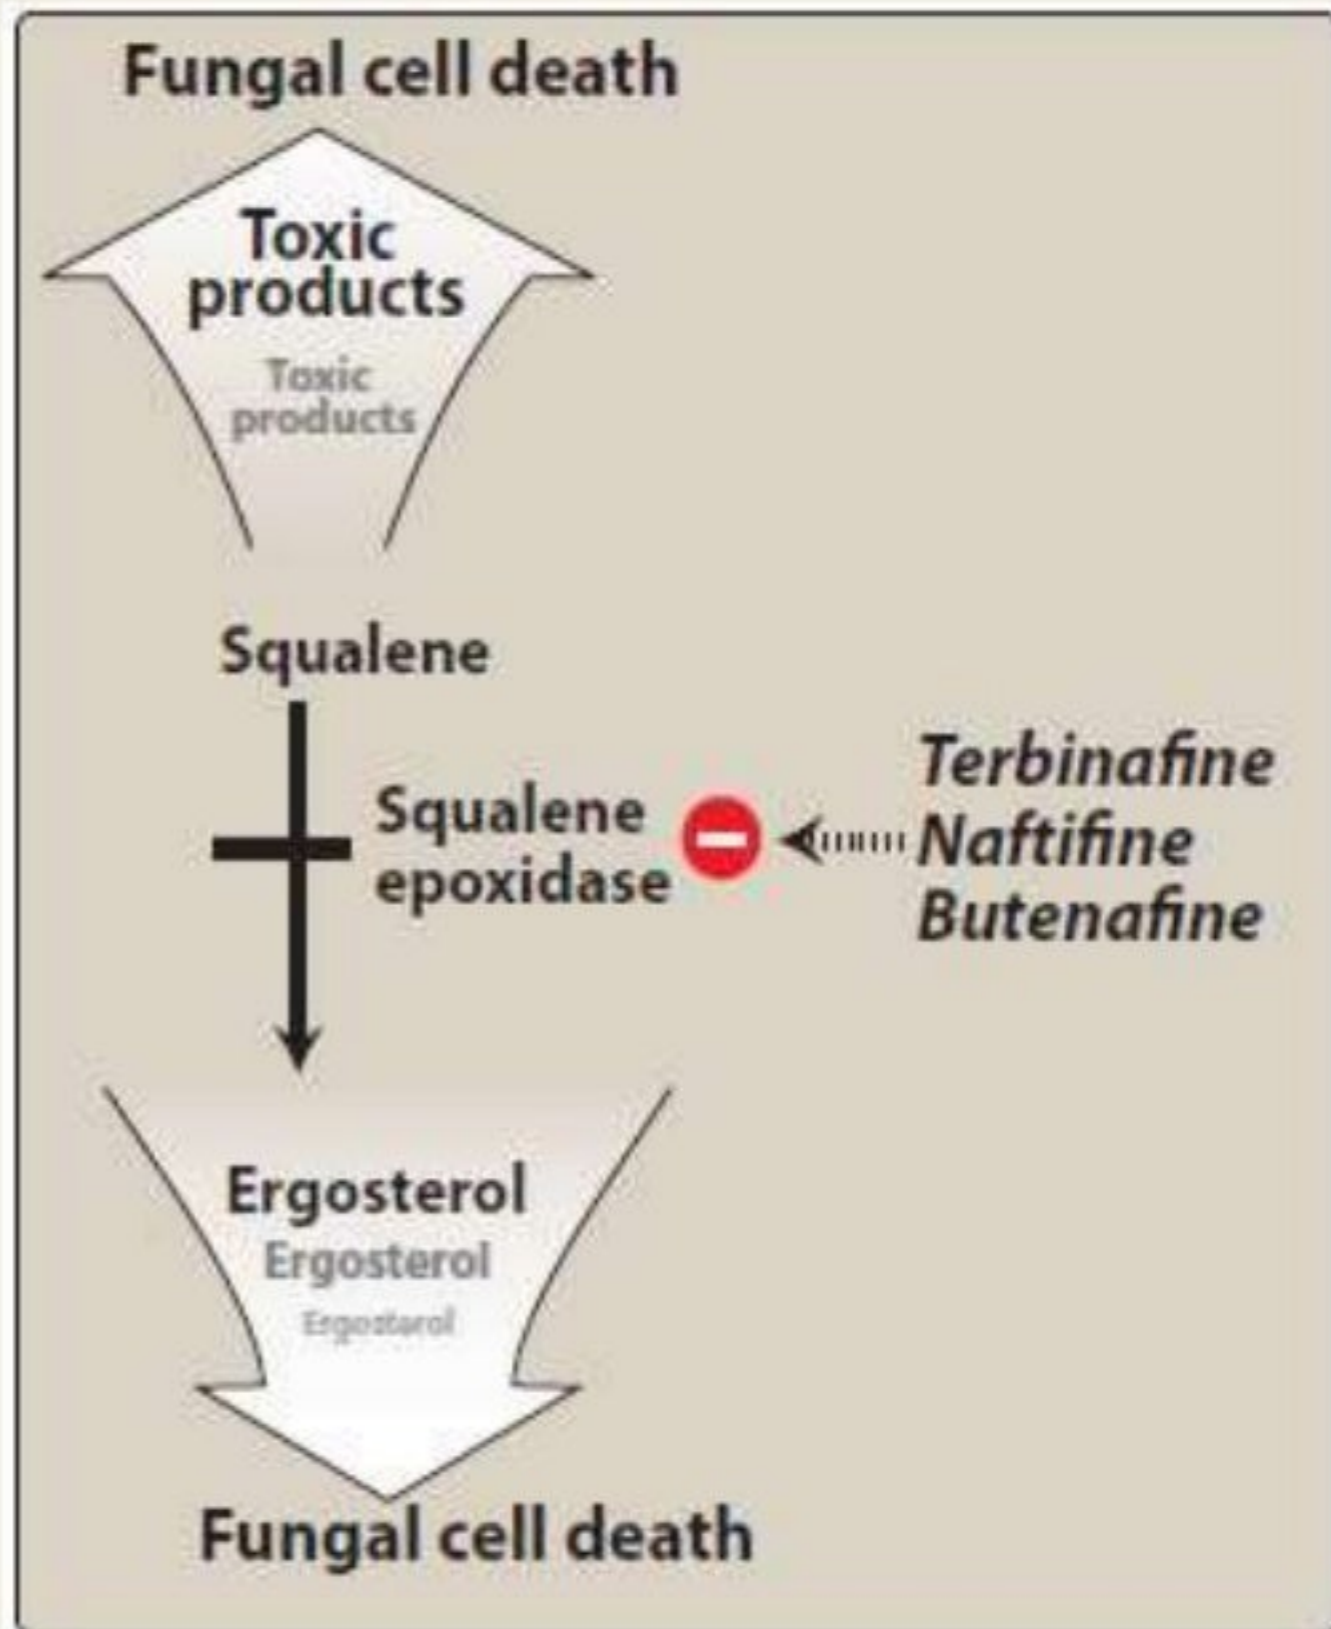 Fungal cell death
Toxic
products
Toxic
products
Squalene
Squalene
epoxidase
Terbinafine
Naftifine
Butenafine
Ergosterol
Ergosterol
Ergosterol
Fungal cell death